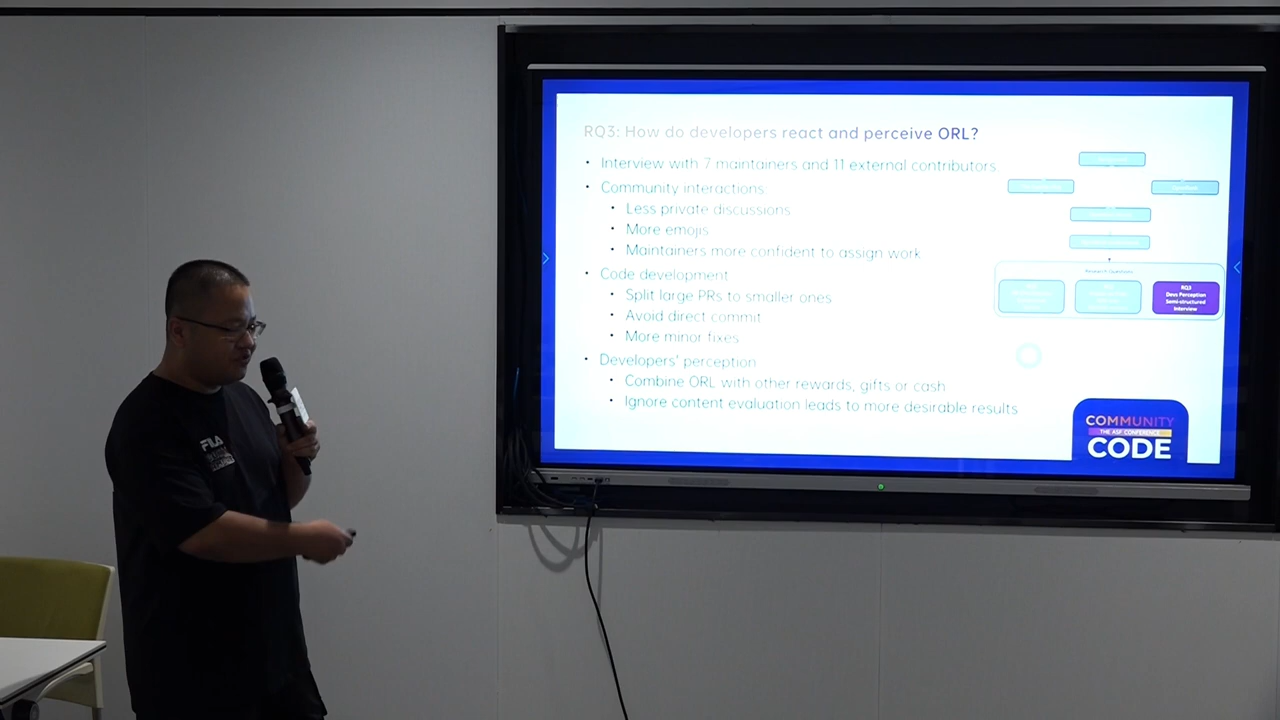 RQ3: How do developers react and perceive ORL?
• Interview with 7 maintainers and 11 external contributors
• Community interactions
• Less private discussions
• More emojis
• Maintainers more confident to assign work
• Code development
• Split large PRs to smaller ones
• Avoid direct commit
• More minor fixes
• Developers' perception
• Combine ORL with other rewards, gifts or cash
• Ignore content evaluation leads to more desirable results
Research Questions
RQ3
Devs Perception
Semi-structured
Interview
COMMUNITY
THE ASF CONFERENCE
CODE
FILA